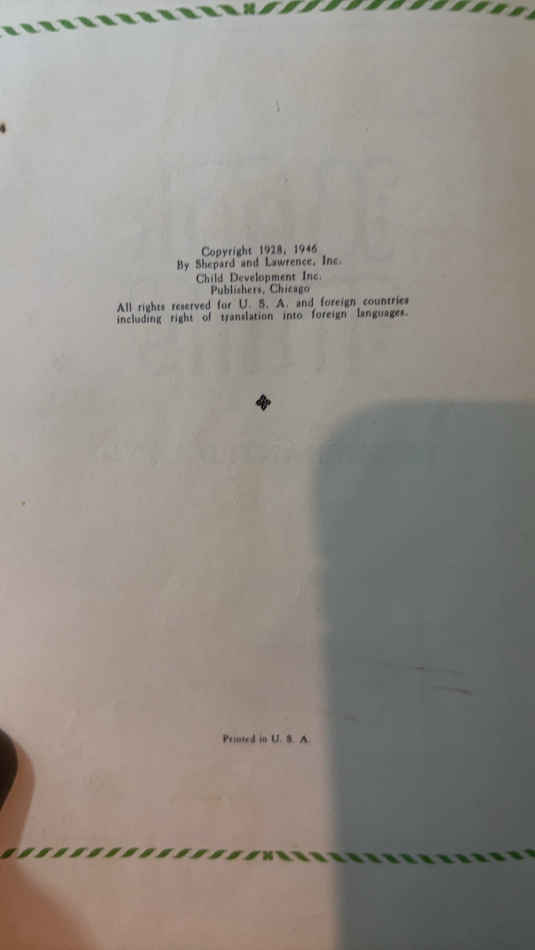 Copyright 1928, 1946
By Shepard and Lawrence, Inc.
Child Development Inc.
Publishers, Chicago
All rights reserved for U. S. A. and foreign countries
including right of translation into foreign languages.
Printed in U. S. A.